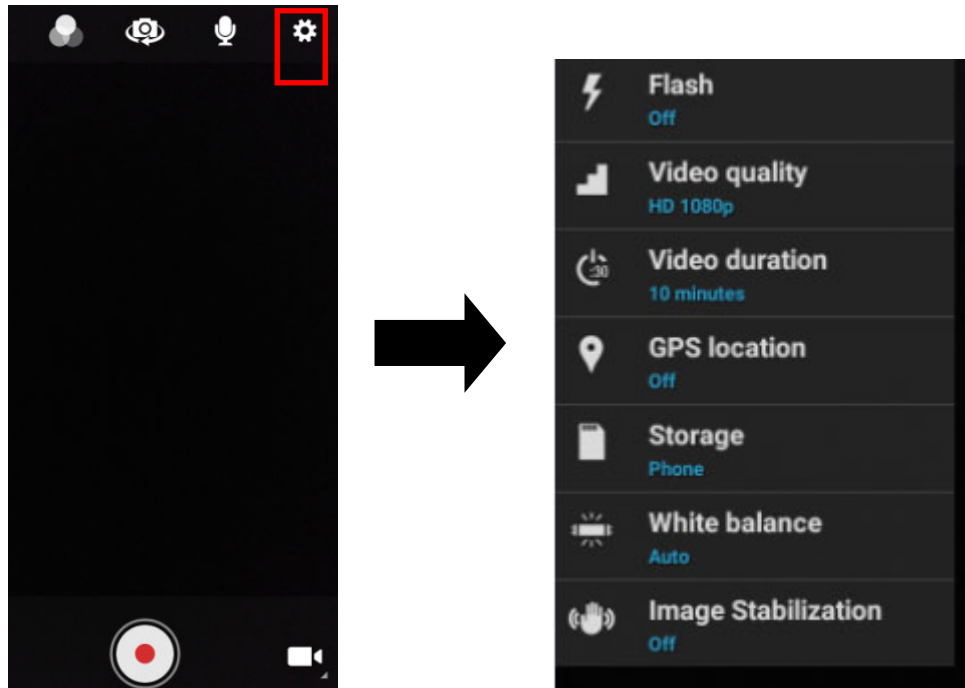 Flash
Off
Video quality
HD 1080p
Video duration
:30
10 minutes
GPS location
Off
Storage
Phone
White balance
Auto
Image Stabilization
Off